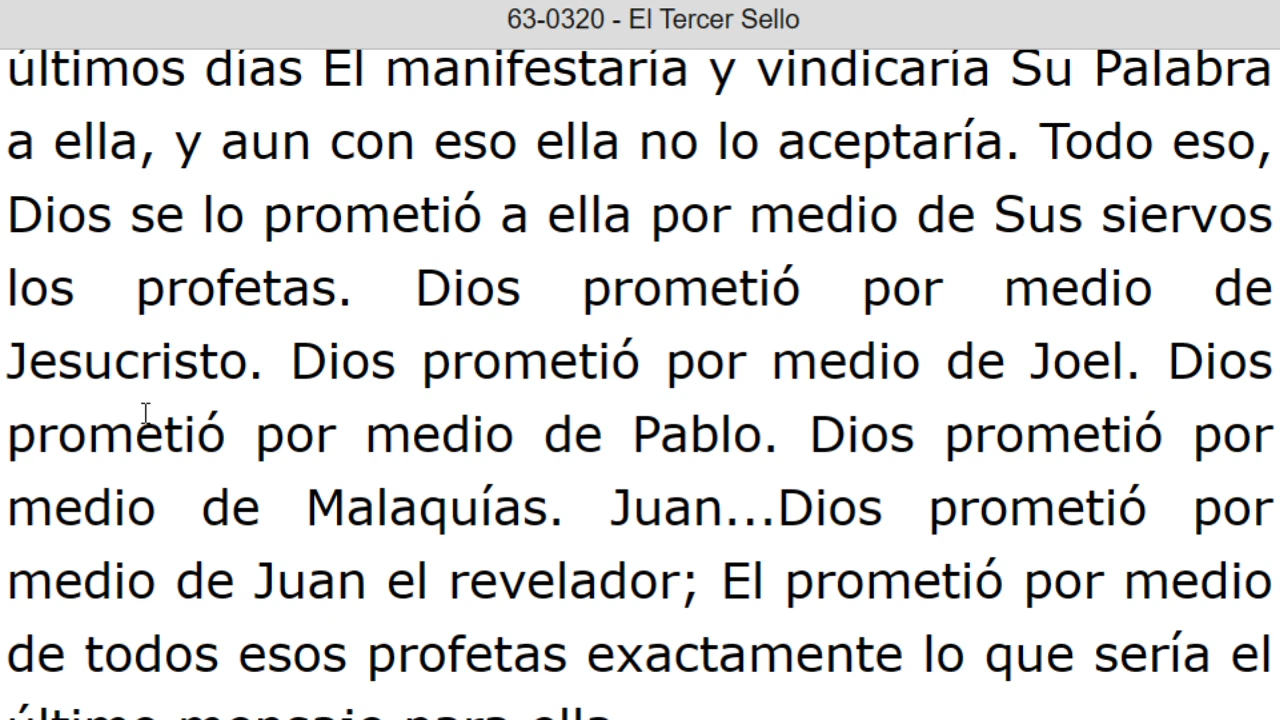 63-0320 - El Tercer Sello
últimos días El manifestaría y vindicaría Su Palabra
a ella, y aun con eso ella no lo aceptaría. Todo eso,
Dios se lo prometió a ella por medio de Sus siervos
los profetas. Dios prometió por medio de
Jesucristo. Dios prometió por medio de Joel. Dios
prometió por medio de Pablo. Dios prometió por
medio de Malaquías. Juan...Dios prometió por
medio de Juan el revelador; El prometió por medio
de todos esos profetas exactamente lo que sería el
último mensaje para ella.